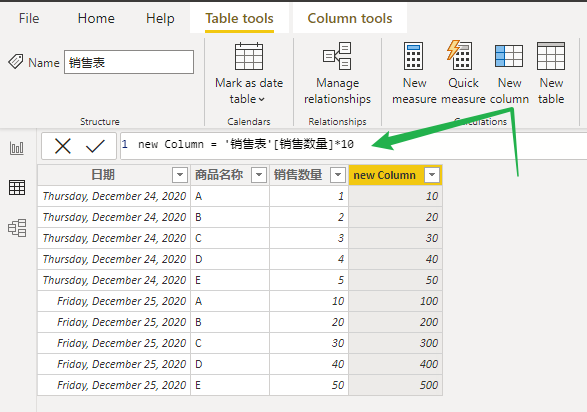 File Home Help Table tools Column tools
Name 销售表
Mark as date table
Manage relationships
New measure
Quick measure
New column
New table
Structure Calendars Relationships Calculations
1 new Column = '销售表'[销售数量]*10
日期 商品名称 销售数量 new Column
Thursday, December 24, 2020 A 1 10
Thursday, December 24, 2020 B 2 20
Thursday, December 24, 2020 C 3 30
Thursday, December 24, 2020 D 4 40
Thursday, December 24, 2020 E 5 50
Friday, December 25, 2020 A 10 100
Friday, December 25, 2020 B 20 200
Friday, December 25, 2020 C 30 300
Friday, December 25, 2020 D 40 400
Friday, December 25, 2020 E 50 500